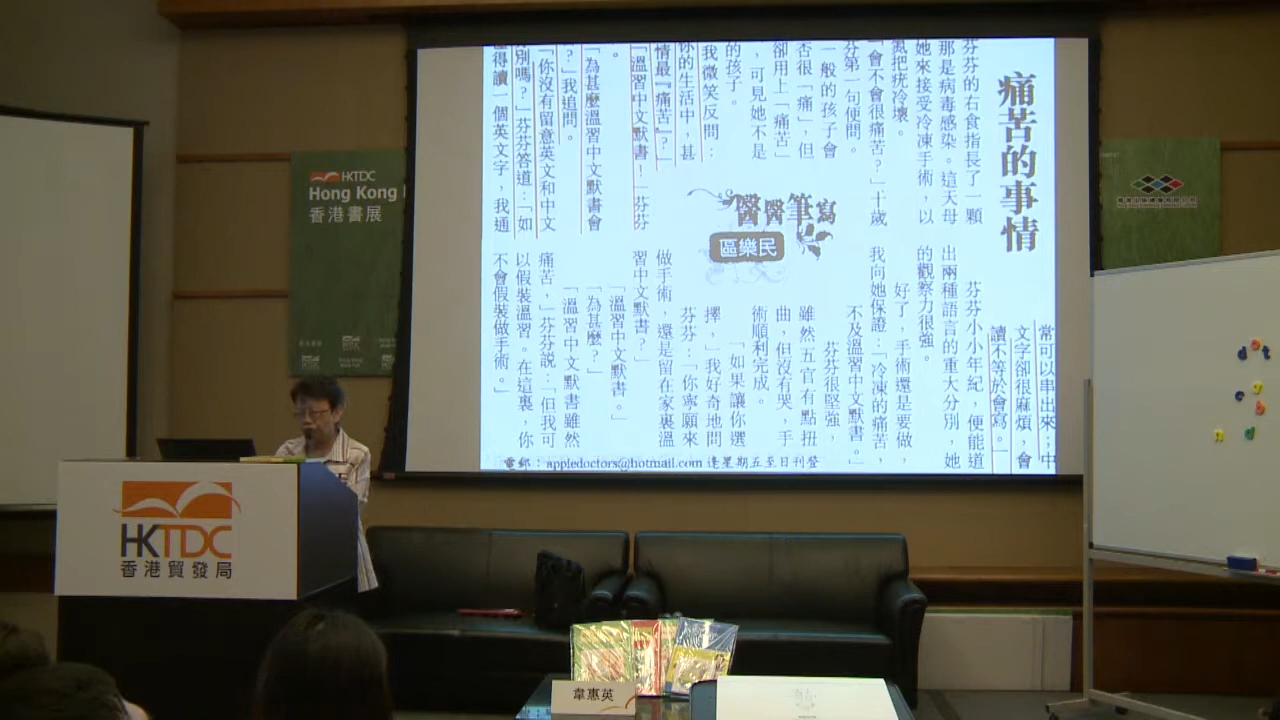 痛苦的事情
芬芬的右食指長了一顆
那是病毒感染。這天母
她來接受冷凍手術，以
氮把疣冷壞。
「會不會很痛苦？」十歲
芬第一句便問。
一般的孩子會
否很「痛」，但
卻用上「痛苦」
，可見她不是
的孩子。
我微笑反問：
你的生活中，甚
情最『痛苦』？」
「溫習中文默書！」芬芬
。
「為甚麼溫習中文默書會
？」我追問。
「你沒有留意英文和中文
別嗎？」芬芬答道：「如
得讀一個英文字，我通
常可以串出來；中
文字卻很麻煩，會
讀不等於會寫。」
芬芬小小年紀，便能道
出兩種語言的重大分別，她
的觀察力很強。
好了，手術還是要做，
我向她保證：「冷凍的痛苦，
不及溫習中文默書。」
芬芬很堅強，
雖然五官有點扭
曲，但沒有哭，手
術順利完成。
「如果讓你選
擇，」我好奇地問
芬芬：「你寧願來
做手術，還是留在家裏溫
習中文默書？」
「溫習中文默書。」
「為甚麼？」
「溫習中文默書雖然
痛苦，」芬芬說：「但我可
以假裝溫習。在這裏，你
不會假裝做手術。」
醫醫筆寫
區樂民
電郵：appledoctors@hotmail.com 逢星期五至日刊登
HKTDC
Hong Kong
香港書展
HKTDC
香港貿發局
韋惠英
dot